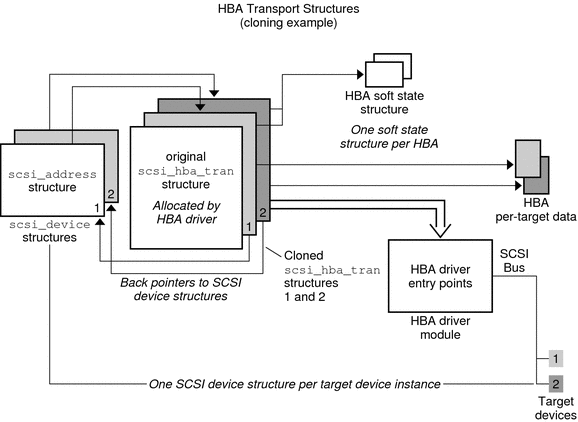 HBA Transport Structures
(cloning example)
HBA soft state
structure
One soft state
structure per HBA
original
scsi_hba_tran
structure
Allocated by
HBA driver
1
2
scsi_address
structure
1
2
scsi_device
structures
HBA
per-target data
Back pointers to SCSI
device structures
Cloned
scsi_hba_tran
structures
1 and 2
HBA driver
entry points
HBA driver
module
SCSI
Bus
One SCSI device structure per target device instance
1
2
Target
devices